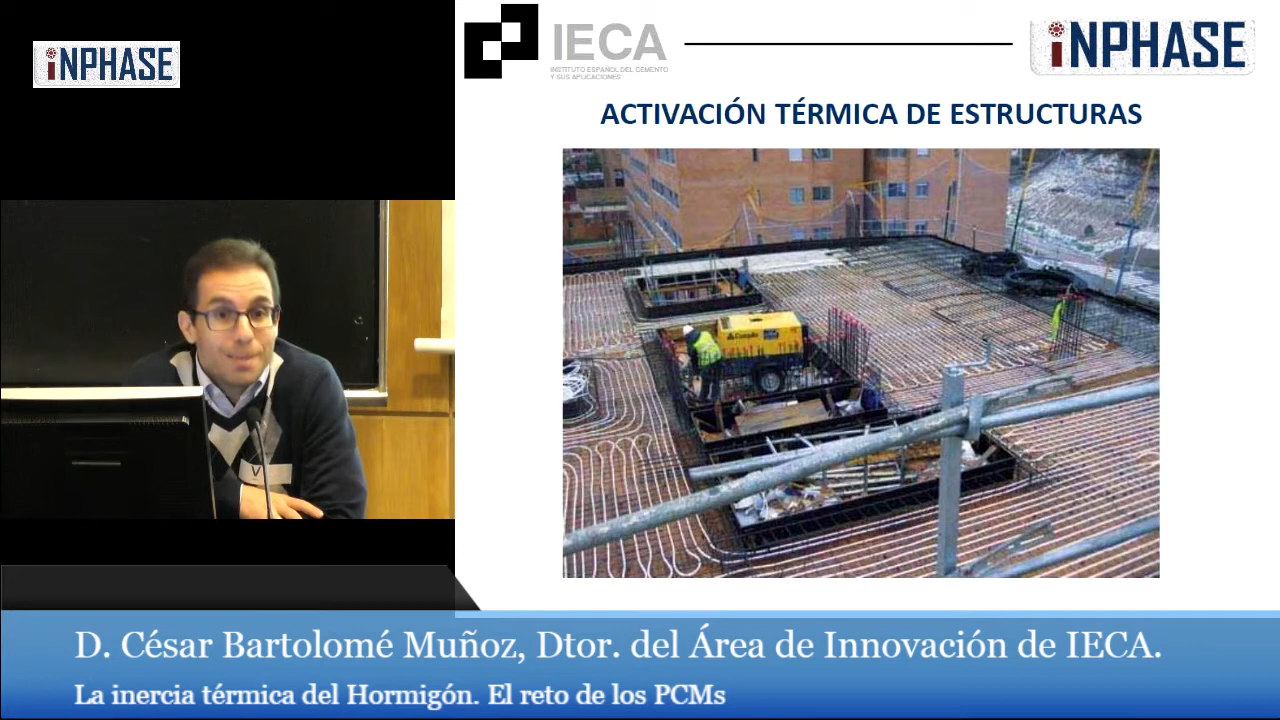 iNPHASE
IECA
INSTITUTO ESPAÑOL DEL CEMENTO
Y SUS APLICACIONES
iNPHASE
ACTIVACIÓN TÉRMICA DE ESTRUCTURAS
D. César Bartolomé Muñoz, Dtor. del Área de Innovación de IECA.
La inercia térmica del Hormigón. El reto de los PCMs